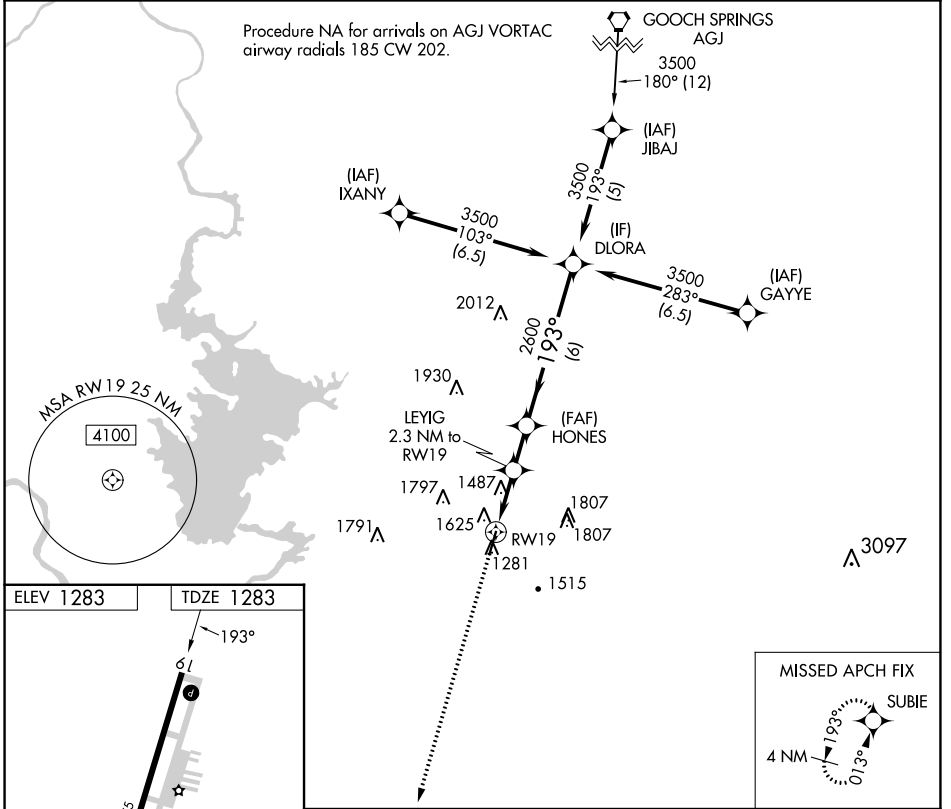 Procedure NA for arrivals on AGJ VORTAC
airway radials 185 CW 202.
GOOCH SPRINGS
AGJ
3500
180° (12)
(IAF)
JIBAJ
3500
193°
(5)
(IAF)
IXANY
3500
103°
(6.5)
(IF)
DLORA
3500
283°
(6.5)
(IAF)
GAYYE
2012
2600
193°
(6)
1930
MSA RW19 25 NM
4100
LEYIG
2.3 NM to
RW19
(FAF)
HONES
1487
1797
1625
1807
1807
1791
RW19
1281
3097
1515
ELEV 1283
TDZE 1283
193°
19
P
MISSED APCH FIX
SUBIE
193°
4 NM
013°